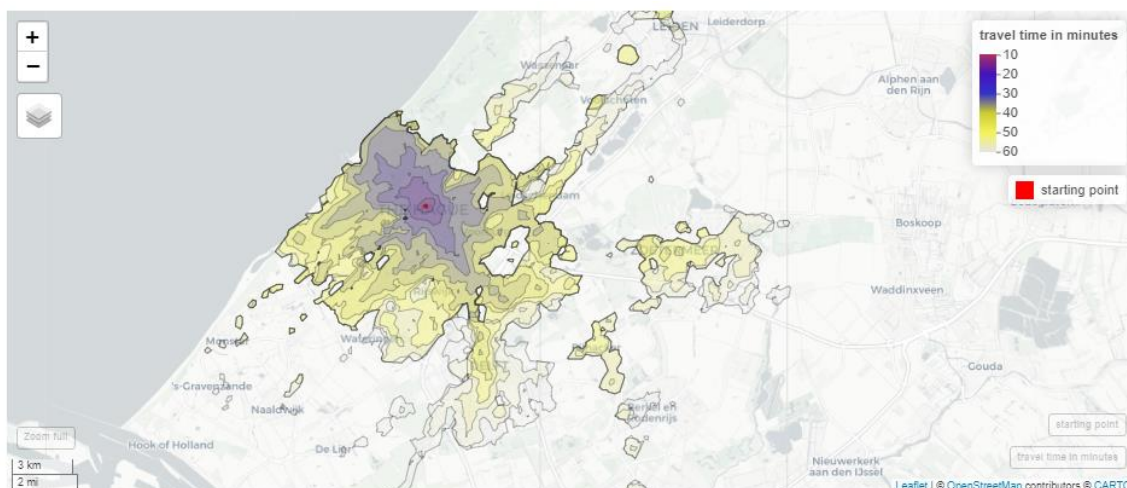 +
−
travel time in minutes
10
20
30
40
50
60
starting point
LEIDEN
Leiderdorp
Wassenaar
Voorschoten
Alphen aan
den Rijn
Boskoop
Waddinxveen
Gouda
Monster
Wateringen
's-Gravenzande
Naaldwijk
Hook of Holland
De Lier
Berkel en
Rodenrijs
Nieuwerkerk
aan den IJssel
Zoom full
3 km
2 mi
starting point
travel time in minutes
Leaflet | © OpenStreetMap contributors © CARTO